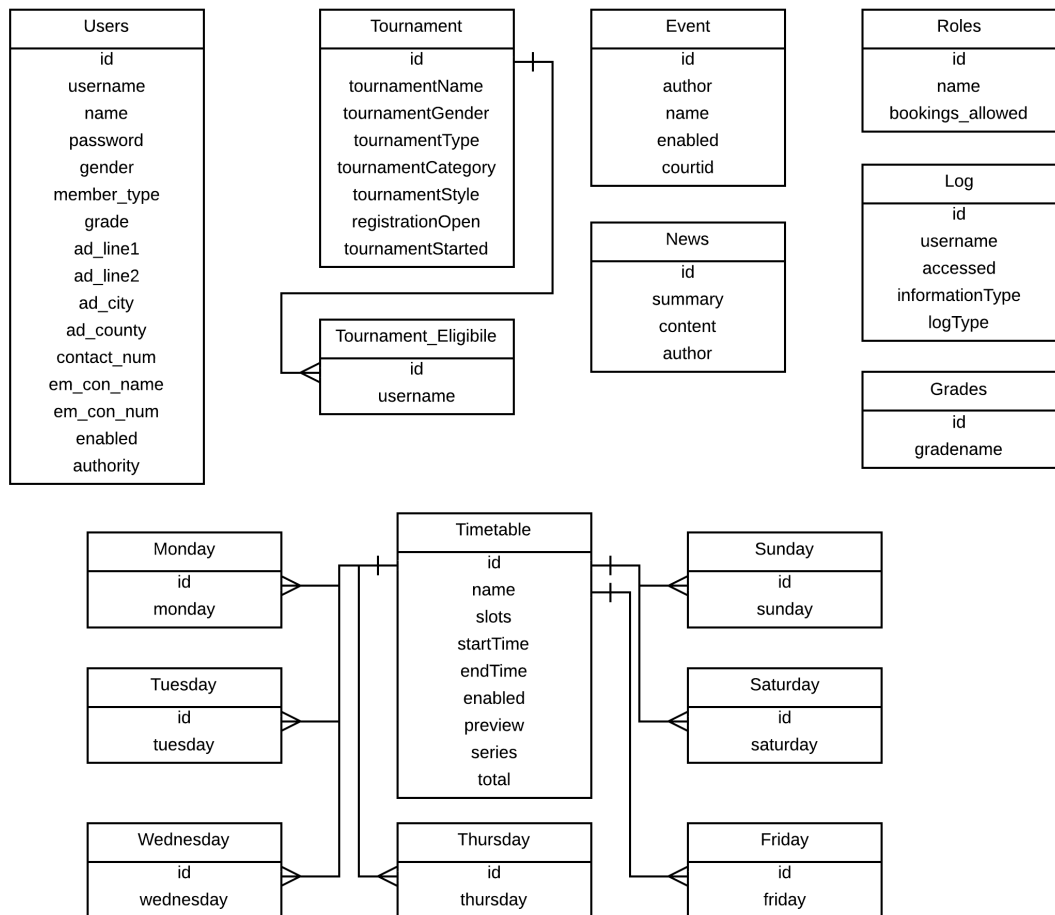 Users
id
username
name
password
gender
member_type
grade
ad_line1
ad_line2
ad_city
ad_county
contact_num
em_con_name
em_con_num
enabled
authority
Tournament
id
tournamentName
tournamentGender
tournamentType
tournamentCategory
tournamentStyle
registrationOpen
tournamentStarted
Tournament_Eligibile
id
username
Event
id
author
name
enabled
courtid
News
id
summary
content
author
Roles
id
name
bookings_allowed
Log
id
username
accessed
informationType
logType
Grades
id
gradename
Monday
id
monday
Tuesday
id
tuesday
Wednesday
id
wednesday
Timetable
id
name
slots
startTime
endTime
enabled
preview
series
total
Thursday
id
thursday
Sunday
id
sunday
Saturday
id
saturday
Friday
id
friday